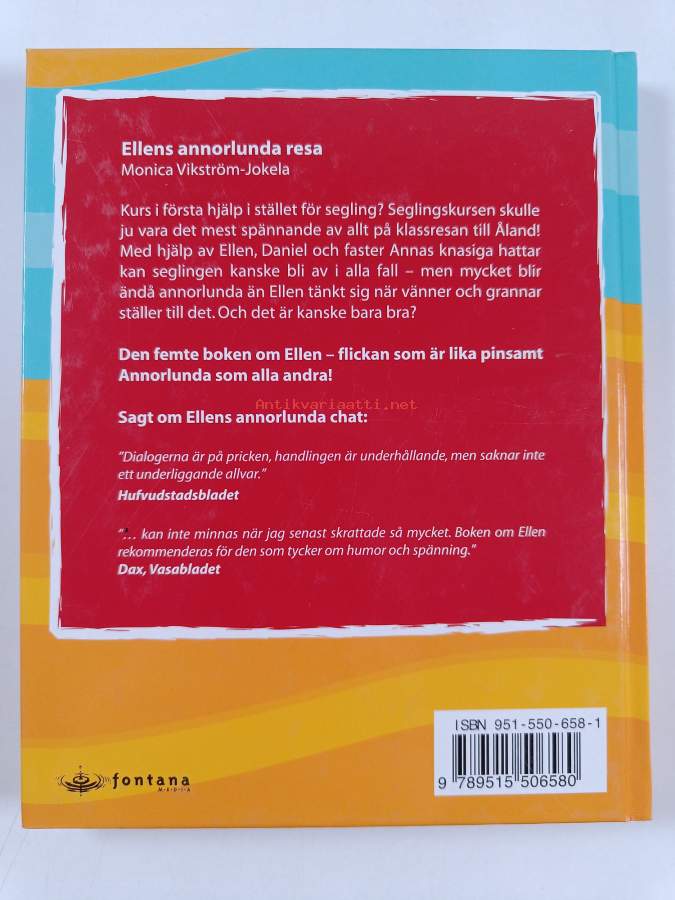 Ellens annorlunda resa
Monica Vikström-Jokela
Kurs i första hjälp i stället för segling? Seglingskursen skulle
ju vara det mest spännande av allt på klassresan till Åland!
Med hjälp av Ellen, Daniel och faster Annas knasiga hattar
kan seglingen kanske bli av i alla fall – men mycket blir
ändå annorlunda än Ellen tänkt sig när vänner och grannar
ställer till det. Och det är kanske bara bra?
Den femte boken om Ellen – flickan som är lika pinsamt
Annorlunda som alla andra!
Antikvariaatti.net
Sagt om Ellens annorlunda chat:
”Dialogerna är på pricken, handlingen är underhållande, men saknar inte
ett underliggande allvar.”
Hufvudstadsbladet
”… kan inte minnas när jag senast skrattade så mycket. Boken om Ellen
rekommenderas för den som tycker om humor och spänning.”
Dax, Vasabladet
ISBN 951-550-658-1
9 789515 506580
fontana
MEDIA